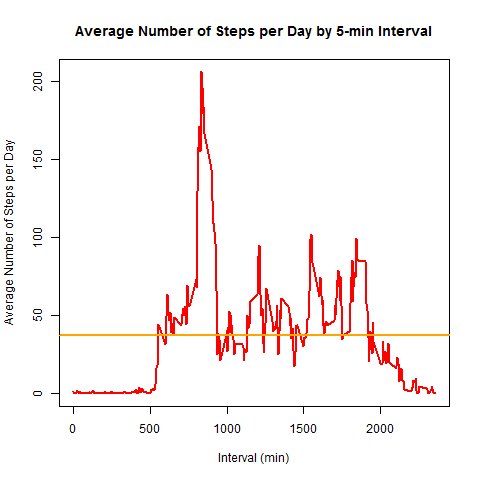 Average Number of Steps per Day by 5-min Interval
Average Number of Steps per Day
200
150
100
50
0
0 500 1000 1500 2000
Interval (min)